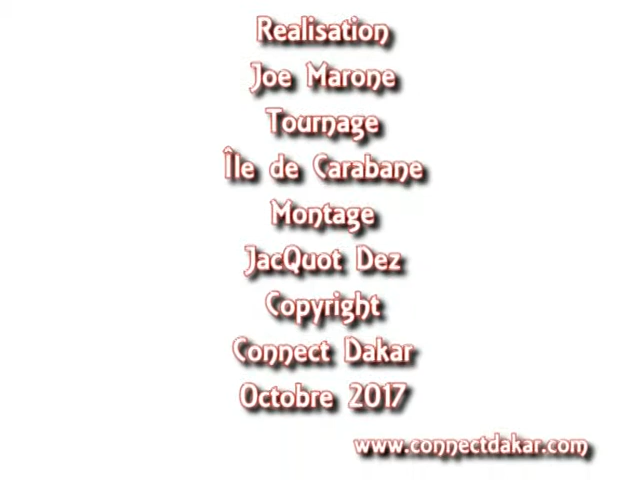 Realisation
Joe Marone
Tournage
Île de Carabane
Montage
JacQuot Dez
Copyright
Connect Dakar
Octobre 2017
www.connectdakar.com